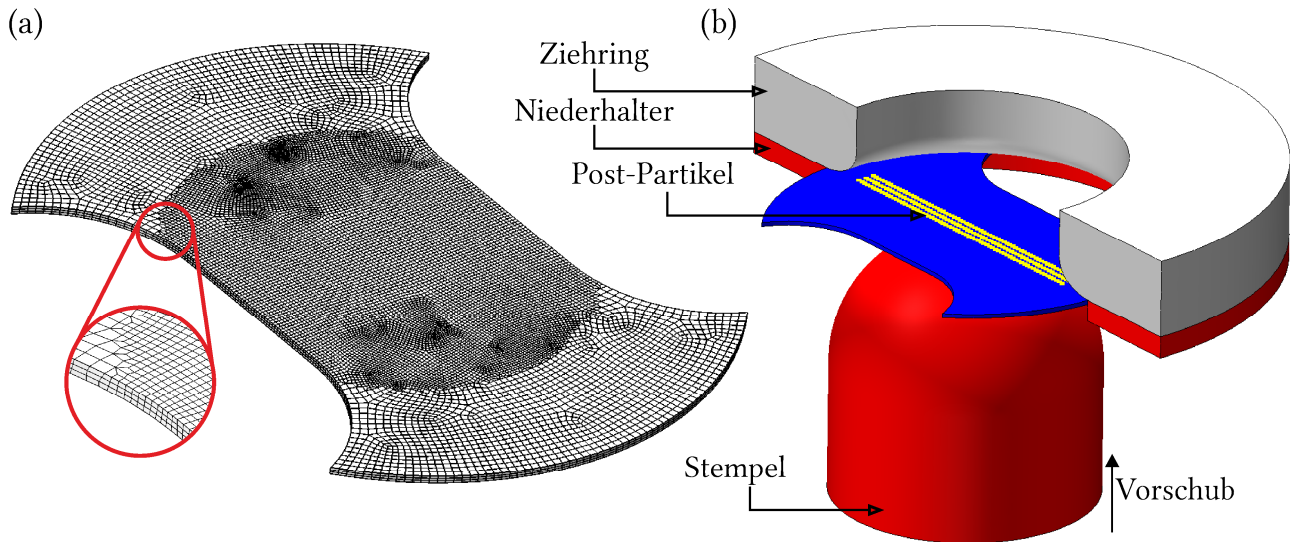 (a)
(b)
Ziehring
Niederhalter
Post-Partikel
Stempel
Vorschub